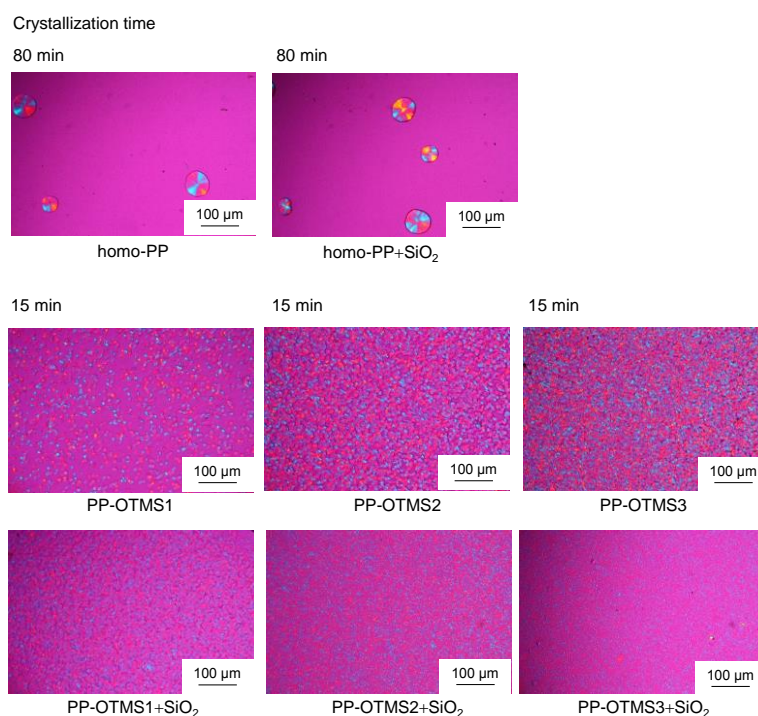 Crystallization time
80 min
80 min
100 µm
100 µm
homo-PP
homo-PP+SiO₂
15 min
15 min
15 min
100 µm
100 µm
100 µm
PP-OTMS1
PP-OTMS2
PP-OTMS3
100 µm
100 µm
100 µm
PP-OTMS1+SiO₂
PP-OTMS2+SiO₂
PP-OTMS3+SiO₂